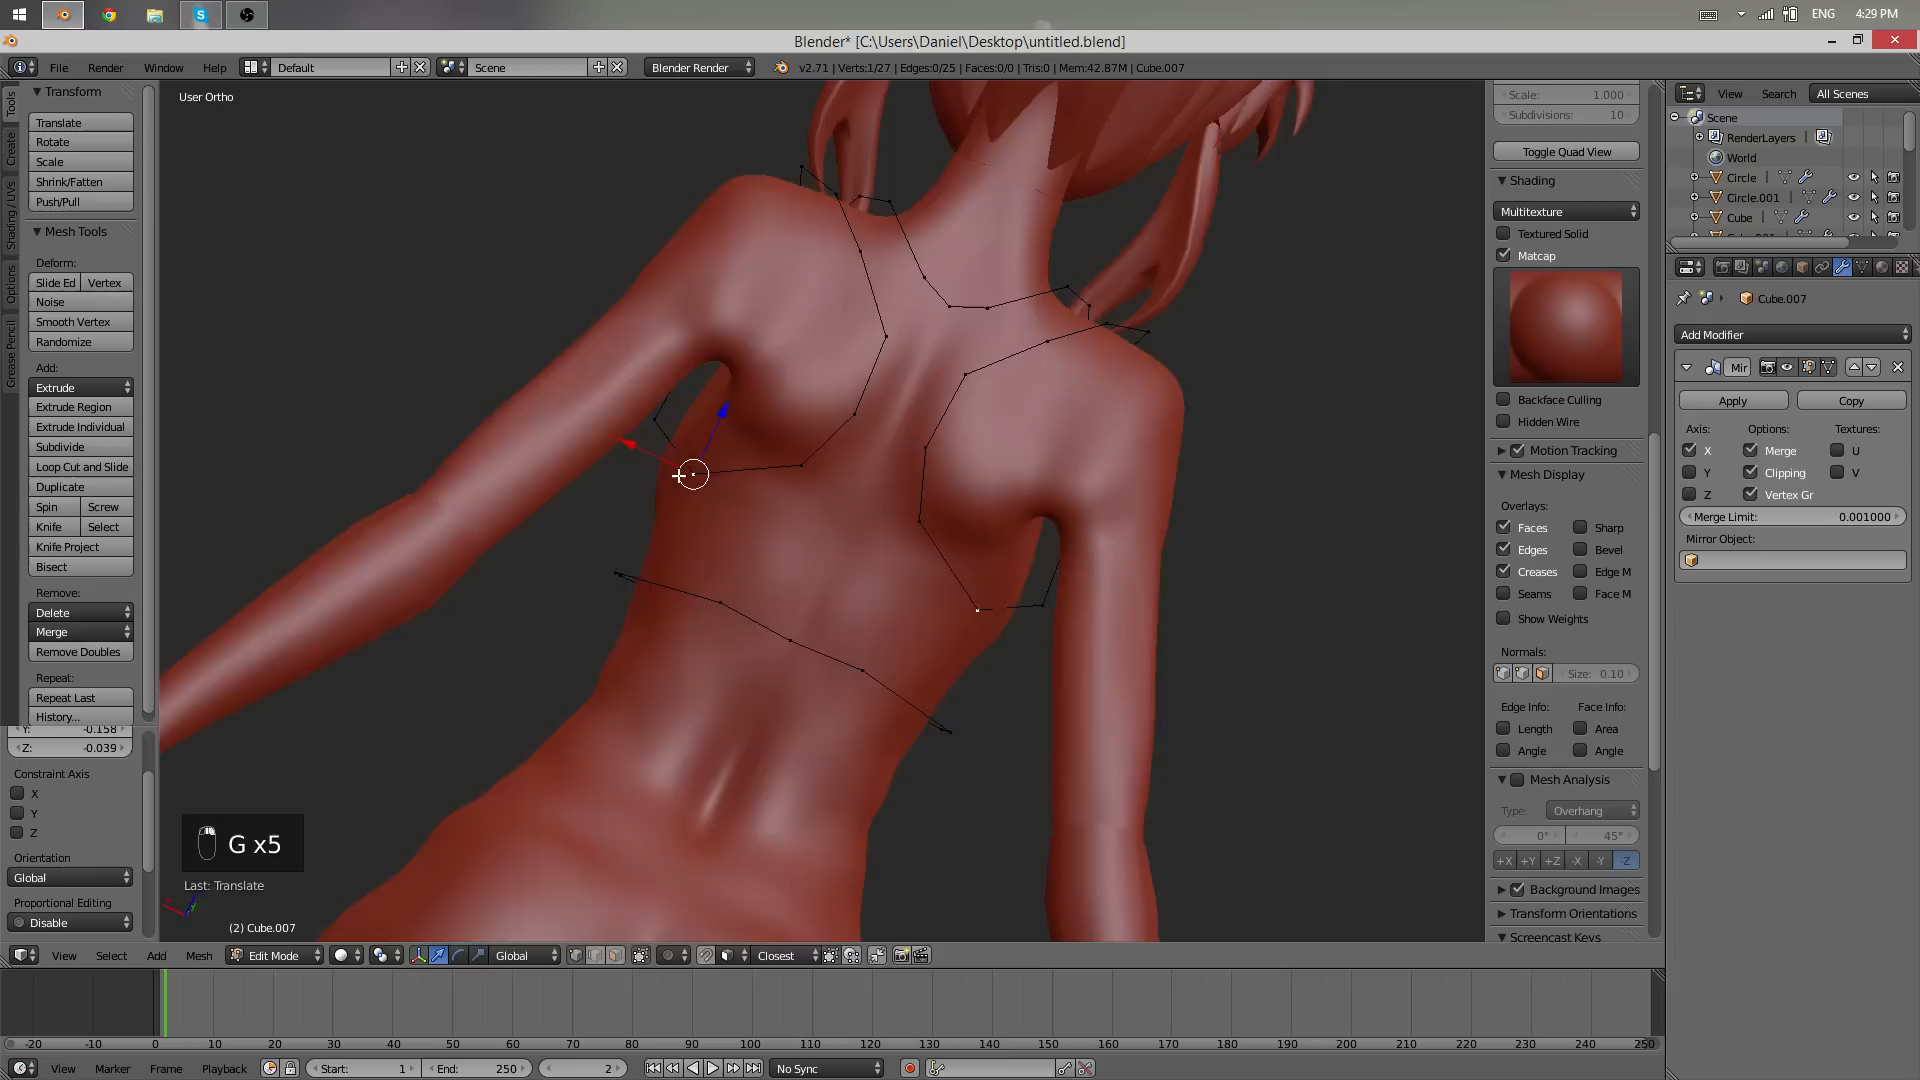 ENG
4:29 PM
Blender* [C:\Users\Daniel\Desktop\untitled.blend]
File Render Window Help Default Scene Blender Render v2.71 | Verts:1/27 | Edges:0/25 | Faces:0/0 | Tris:0 | Mem:42.87M | Cube.007
Tools
Create
Shading / UVs
Options
Grease Pencil
Transform
Translate
Rotate
Scale
Shrink/Fatten
Push/Pull
Mesh Tools
Deform:
Slide Ed Vertex
Noise
Smooth Vertex
Randomize
Add:
Extrude
Extrude Region
Extrude Individual
Subdivide
Loop Cut and Slide
Duplicate
Spin Screw
Knife Select
Knife Project
Bisect
Remove:
Delete
Merge
Remove Doubles
Repeat:
Repeat Last
History...
Y: -0.158
Z: -0.039
Constraint Axis
X
Y
Z
Orientation
Global
Proportional Editing
Disable
User Ortho
G x5
Last: Translate
(2) Cube.007
Scale: 1.000
Subdivisions: 10
Toggle Quad View
Shading
Multitexture
Textured Solid
Matcap
Backface Culling
Hidden Wire
Motion Tracking
Mesh Display
Overlays:
Faces Sharp
Edges Bevel
Creases Edge M
Seams Face M
Show Weights
Normals:
Size: 0.10
Edge Info: Face Info:
Length Area
Angle Angle
Mesh Analysis
Type: Overhang
0° 45°
+X +Y +Z -X -Y -Z
Background Images
Transform Orientations
Screencast Keys
View Search All Scenes
Scene
RenderLayers
World
Circle
Circle.001
Cube
Cube.007
Add Modifier
Mir
Apply Copy
Axis: Options: Textures:
X Merge U
Y Clipping V
Z Vertex Gr
Merge Limit: 0.001000
Mirror Object:
View Select Add Mesh Edit Mode Global Closest
-20 -10 0 10 20 30 40 50 60 70 80 90 100 110 120 130 140 150 160 170 180 190 200 210 220 230 240 250
View Marker Frame Playback Start: 1 End: 250 2 No Sync